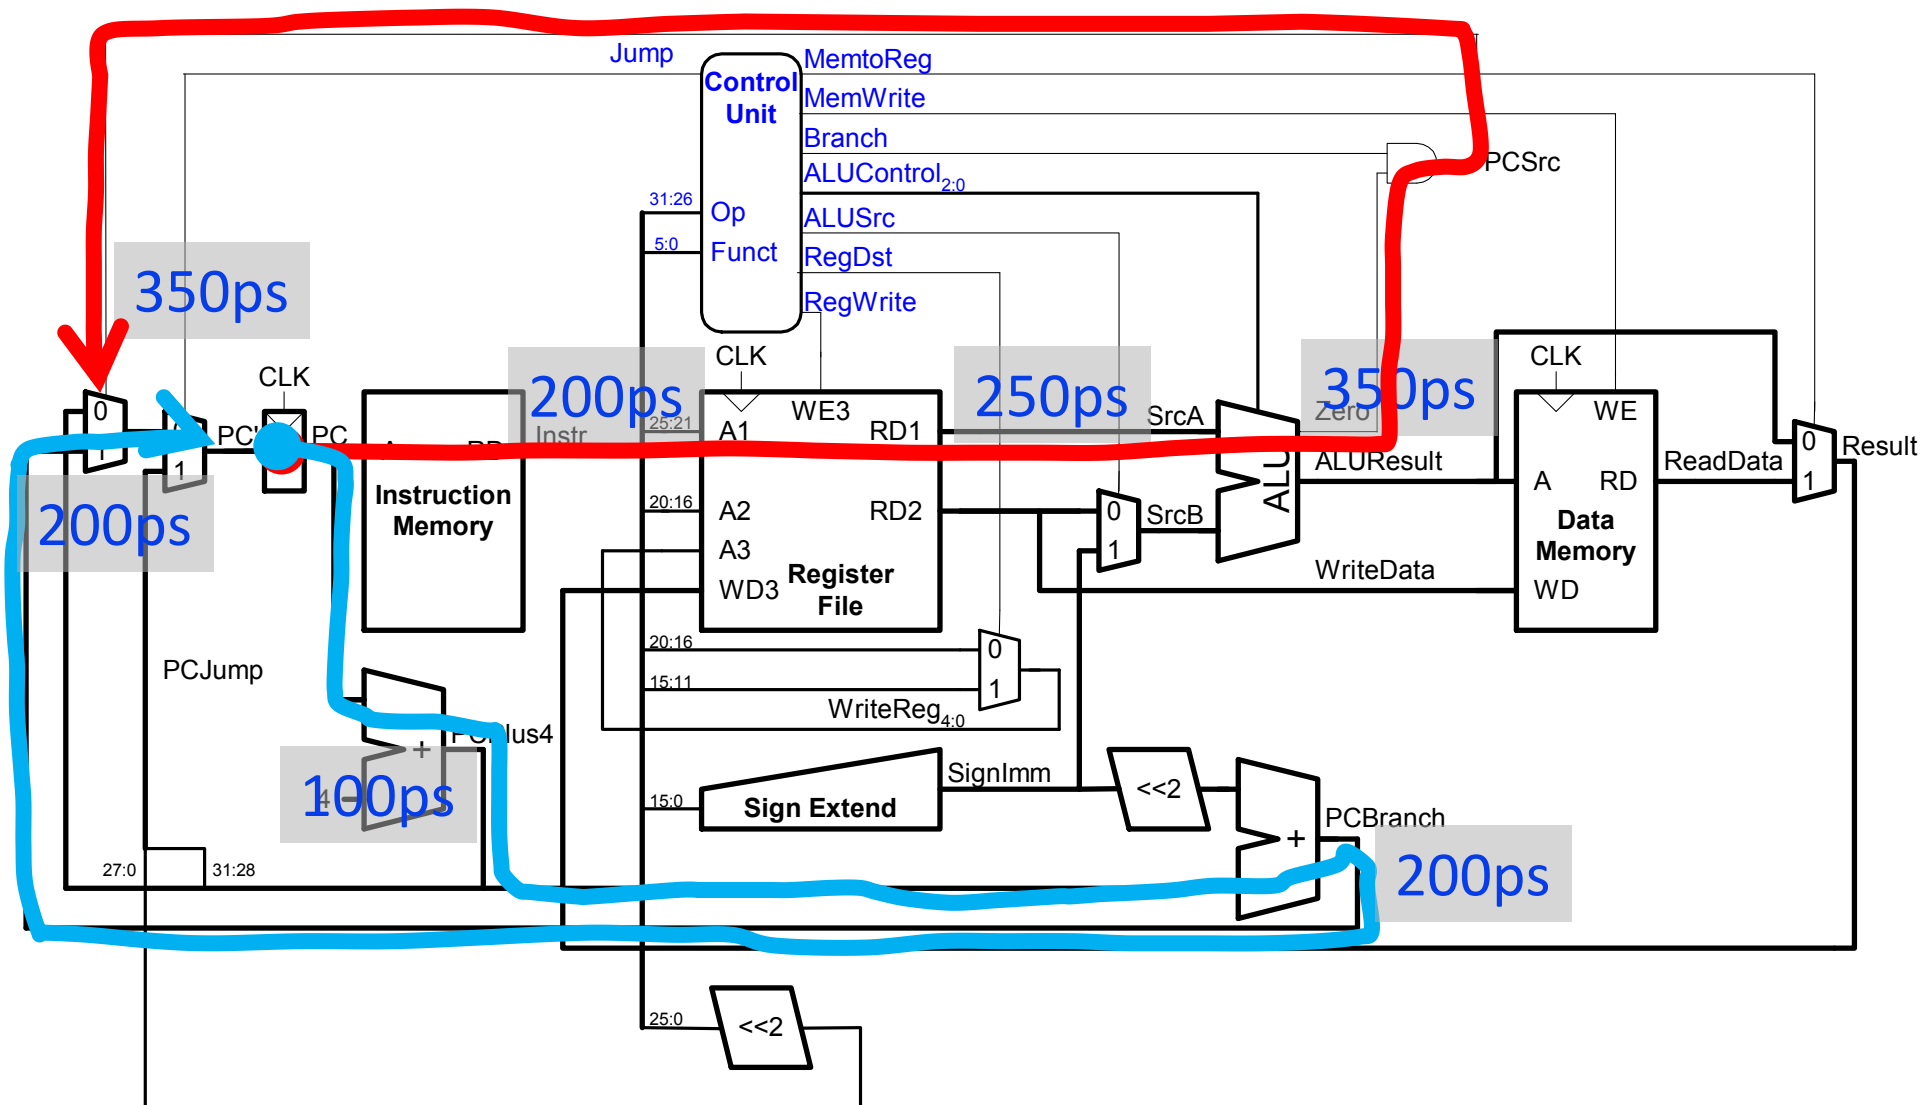 Jump
MemtoReg
Control
Unit
MemWrite
Branch
PCSrc
ALUControl2:0
31:26
Op
ALUSrc
5:0
Funct
RegDst
350ps
RegWrite
CLK
CLK
CLK
200ps
250ps
350ps
0
WE3
SrcA
Zero
WE
25:21
A1
RD1
PC'
PC
Instr
ALU
ALUResult
ReadData
0
Result
1
1
200ps
Instruction
Memory
A
RD
20:16
A2
RD2
0
SrcB
Data
Memory
A3
1
Register
File
WriteData
WD3
WD
20:16
0
PCJump
15:11
1
WriteReg4:0
+
4
100ps
SignImm
15:0
Sign Extend
<<2
PCBranch
+
27:0
31:28
200ps
25:0
<<2